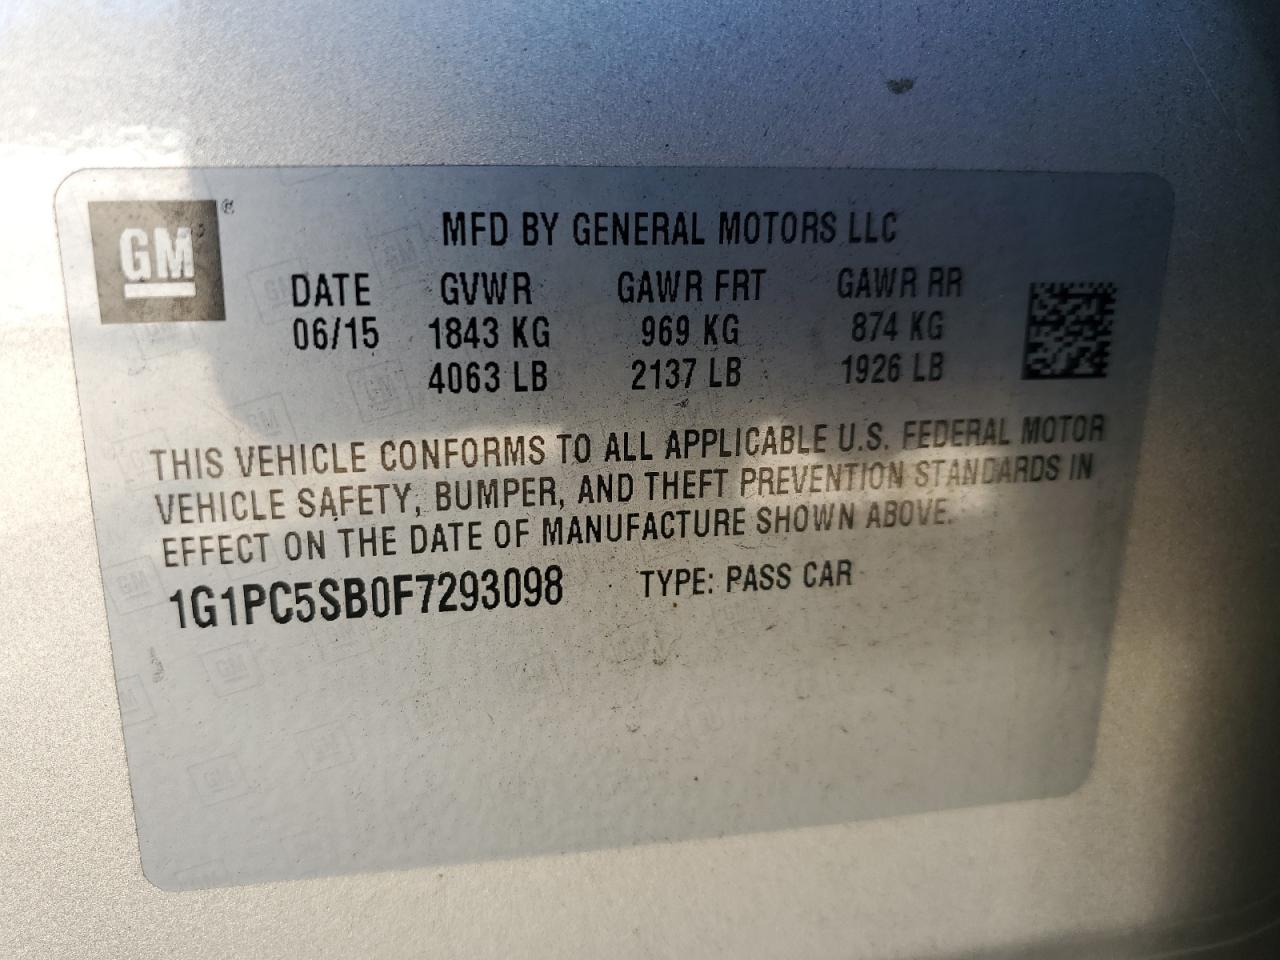 GM®
MFD BY GENERAL MOTORS LLC
DATE GVWR GAWR FRT GAWR RR
06/15 1843 KG 969 KG 874 KG
4063 LB 2137 LB 1926 LB
THIS VEHICLE CONFORMS TO ALL APPLICABLE U.S. FEDERAL MOTOR
VEHICLE SAFETY, BUMPER, AND THEFT PREVENTION STANDARDS IN
EFFECT ON THE DATE OF MANUFACTURE SHOWN ABOVE.
1G1PC5SB0F7293098 TYPE: PASS CAR